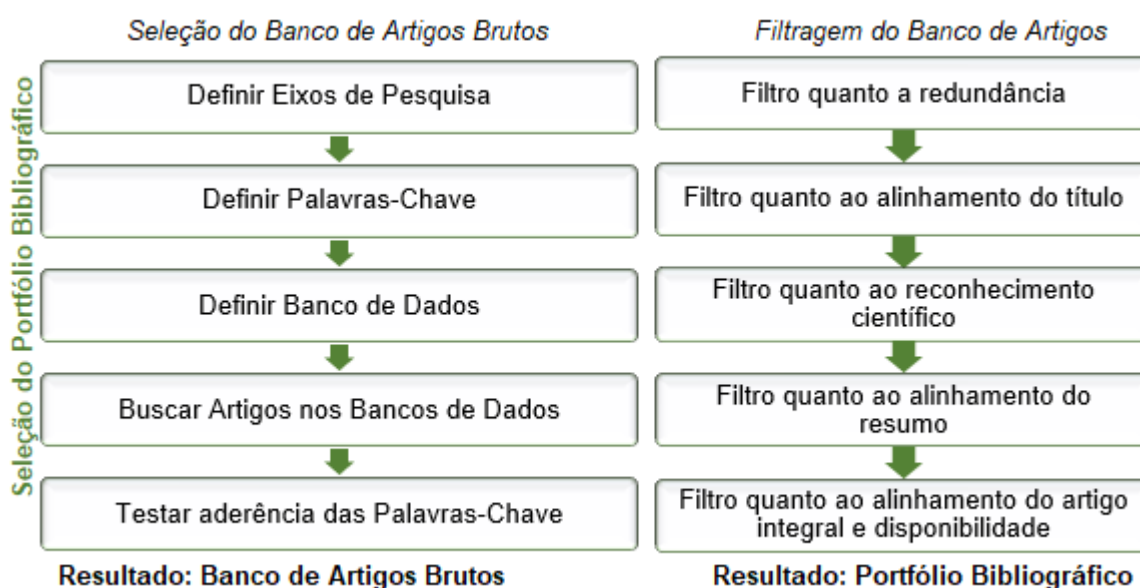 Seleção do Portfólio Bibliográfico
Seleção do Banco de Artigos Brutos
Definir Eixos de Pesquisa
Definir Palavras-Chave
Definir Banco de Dados
Buscar Artigos nos Bancos de Dados
Testar aderência das Palavras-Chave
Resultado: Banco de Artigos Brutos
Filtragem do Banco de Artigos
Filtro quanto a redundância
Filtro quanto ao alinhamento do título
Filtro quanto ao reconhecimento
científico
Filtro quanto ao alinhamento do
resumo
Filtro quanto ao alinhamento do artigo
integral e disponibilidade
Resultado: Portfólio Bibliográfico